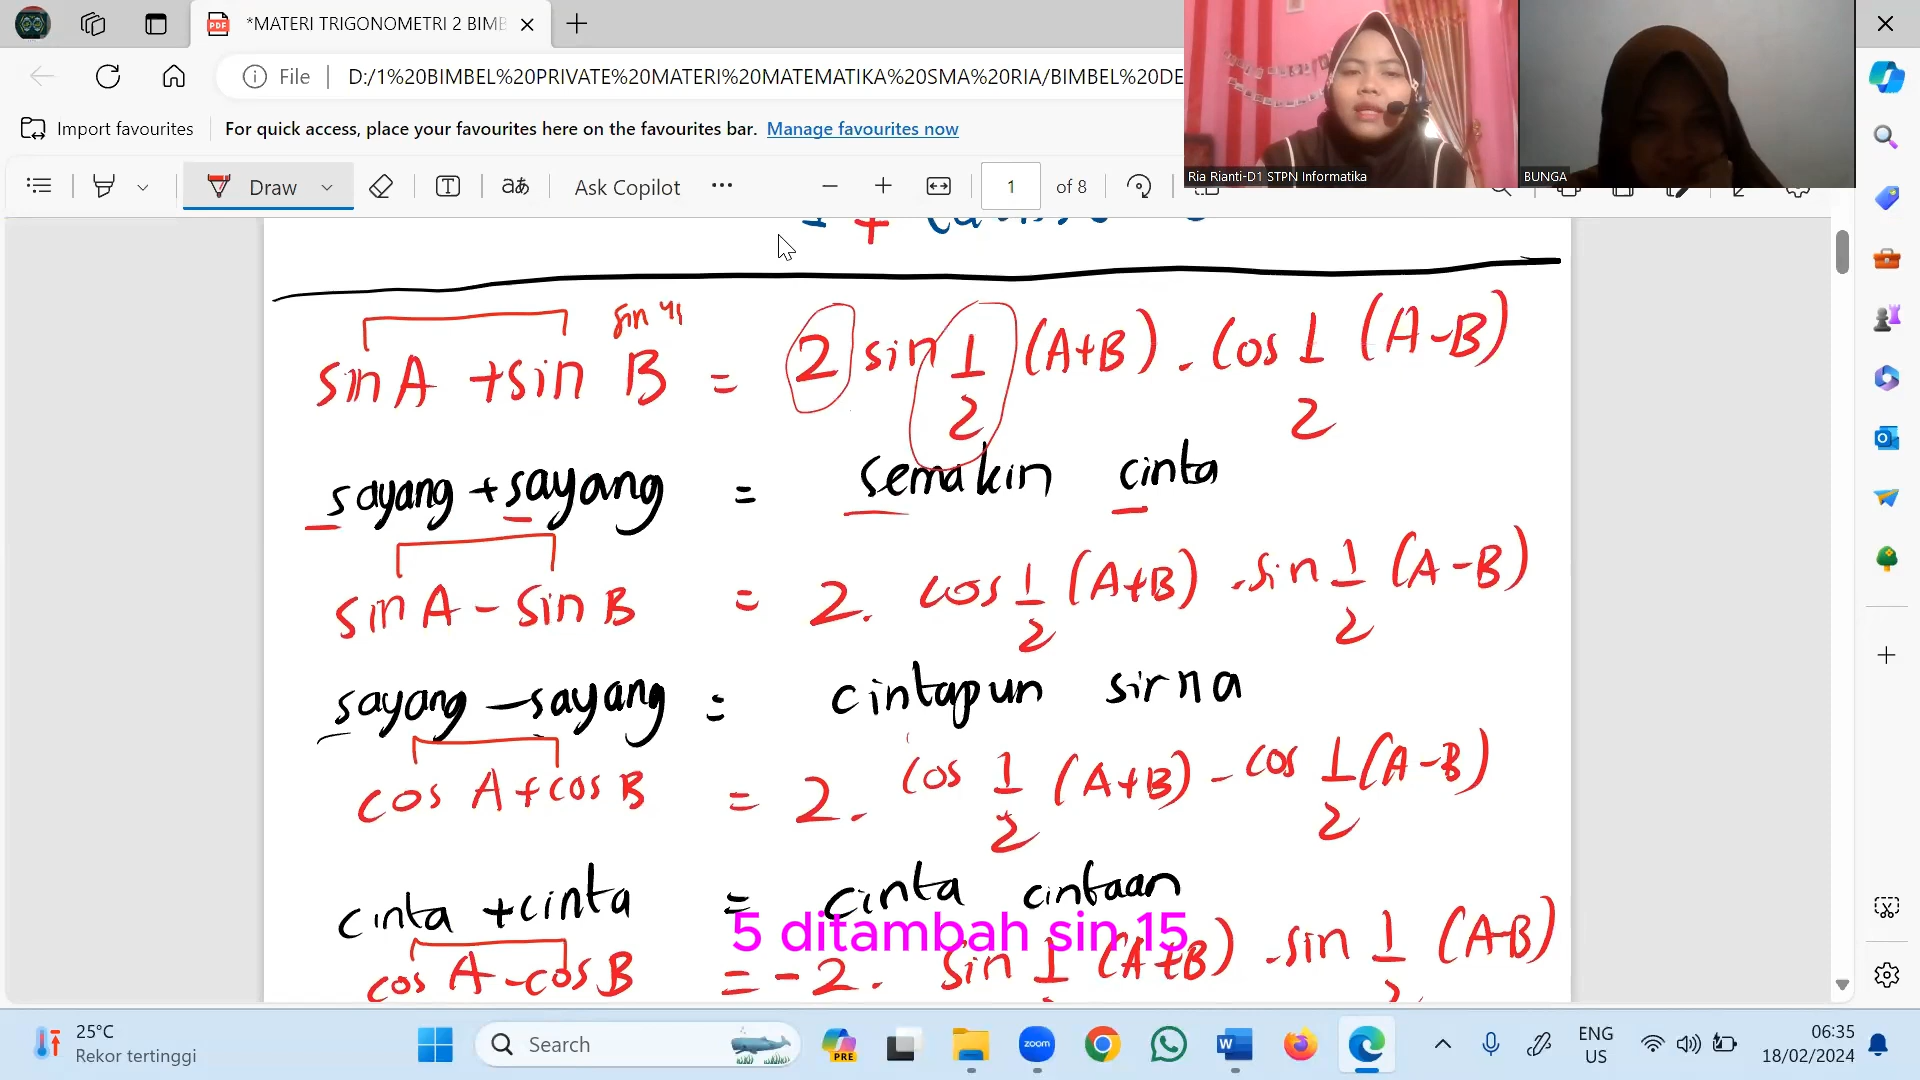 *MATERI TRIGONOMETRI 2 BIMB
File D:/1%20BIMBEL%20PRIVATE%20MATERI%20MATEMATIKA%20SMA%20RIA/BIMBEL%20DE
Import favourites For quick access, place your favourites here on the favourites bar. Manage favourites now
Draw aあ Ask Copilot 1 of 8
Ria Rianti-D1 STPN Informatika
BUNGA
sin A + sin B = 2 sin 1/2 (A+B) . cos 1/2 (A-B)
sayang + sayang = semakin cinta
sin A - sin B = 2. cos 1/2 (A+B) . sin 1/2 (A-B)
sayang - sayang = cintapun sirna
cos A + cos B = 2. cos 1/2 (A+B) - cos 1/2 (A-B)
cinta + cinta = cinta cintaan
5 ditambah sin 15
cos A - cos B = -2. sin 1 (A+B) . sin 1 (A-B)
25°C
Rekor tertinggi
Search
PRE
zoom
ENG
US
06:35
18/02/2024